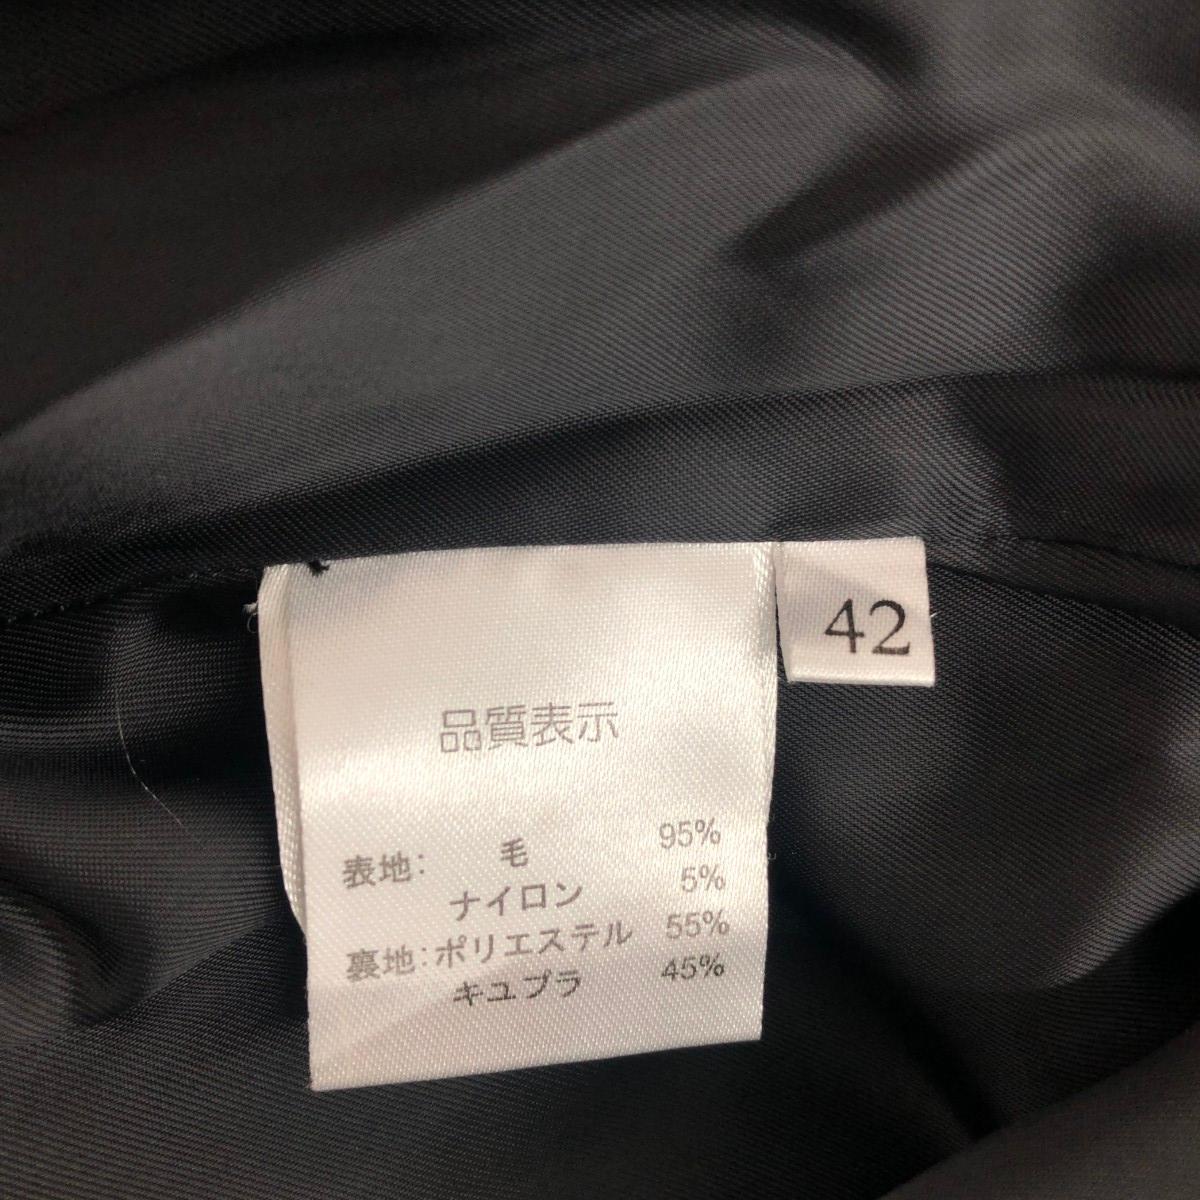 42
品質表示
表地: 毛 95%
ナイロン 5%
裏地:ポリエステル 55%
キュプラ 45%